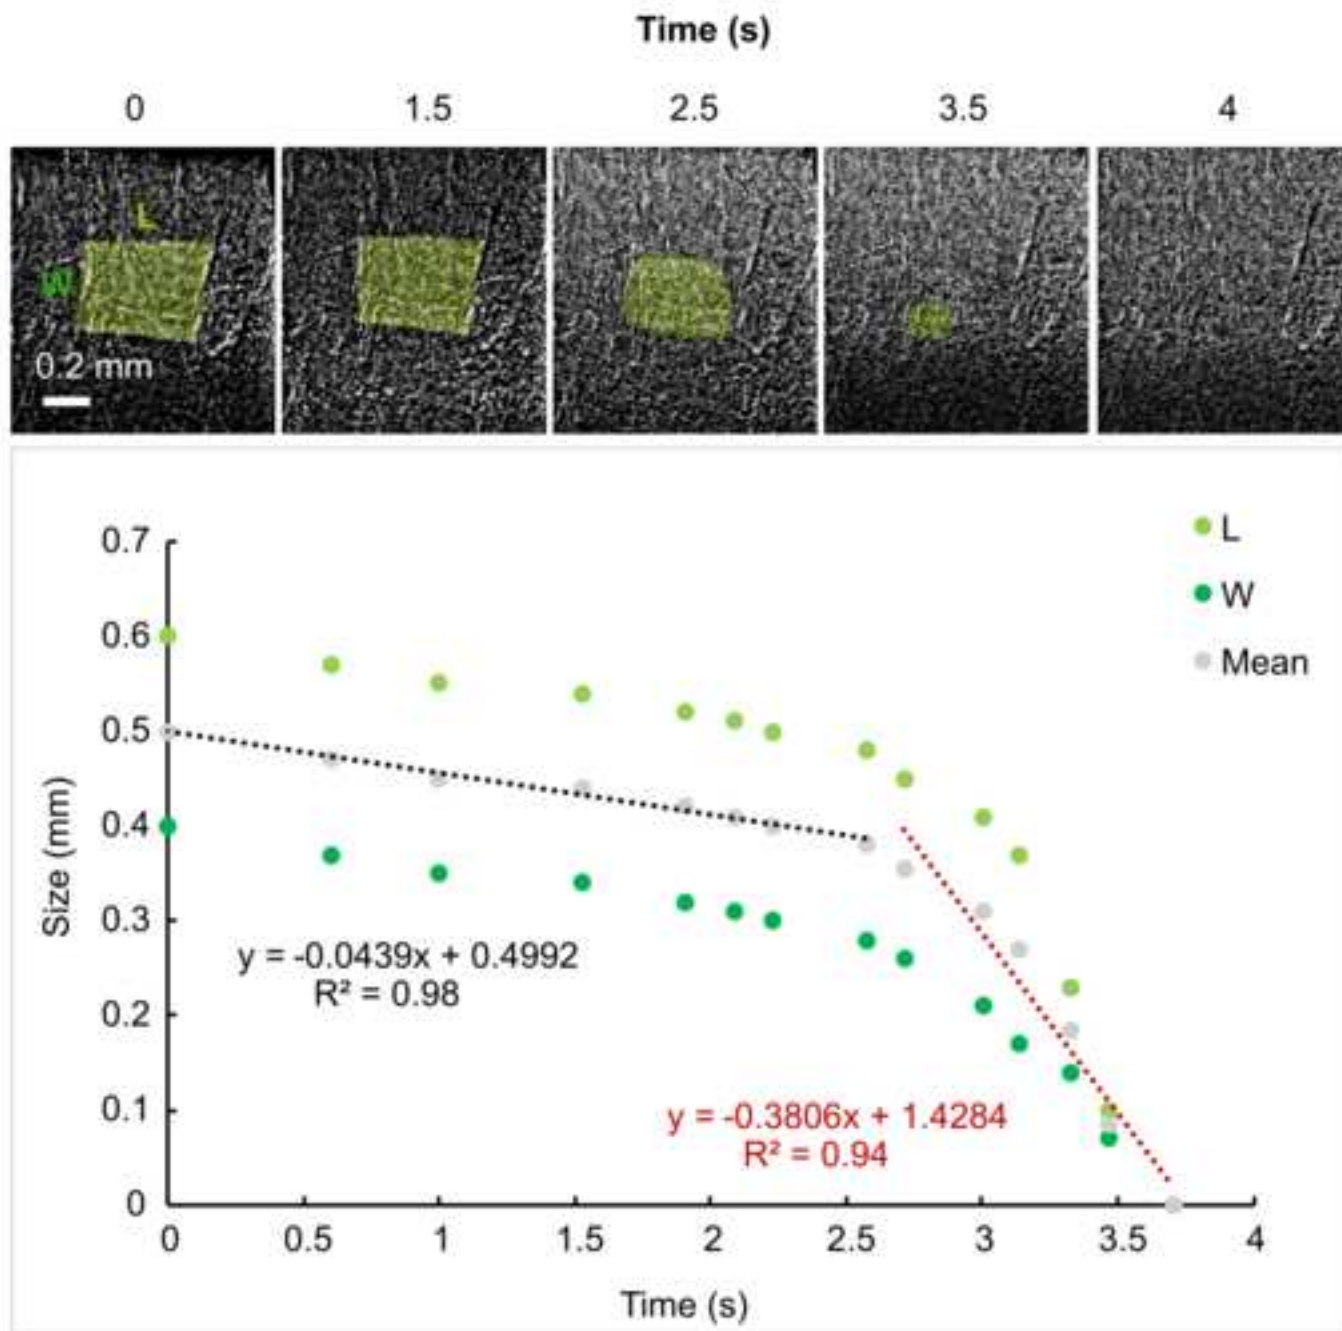 Time (s)
0 1.5 2.5 3.5 4
L
W
0.2 mm
L
W
Mean
0.7
0.6
0.5
0.4
0.3
0.2
0.1
0
Size (mm)
y = -0.0439x + 0.4992
R² = 0.98
y = -0.3806x + 1.4284
R² = 0.94
0 0.5 1 1.5 2 2.5 3 3.5 4
Time (s)